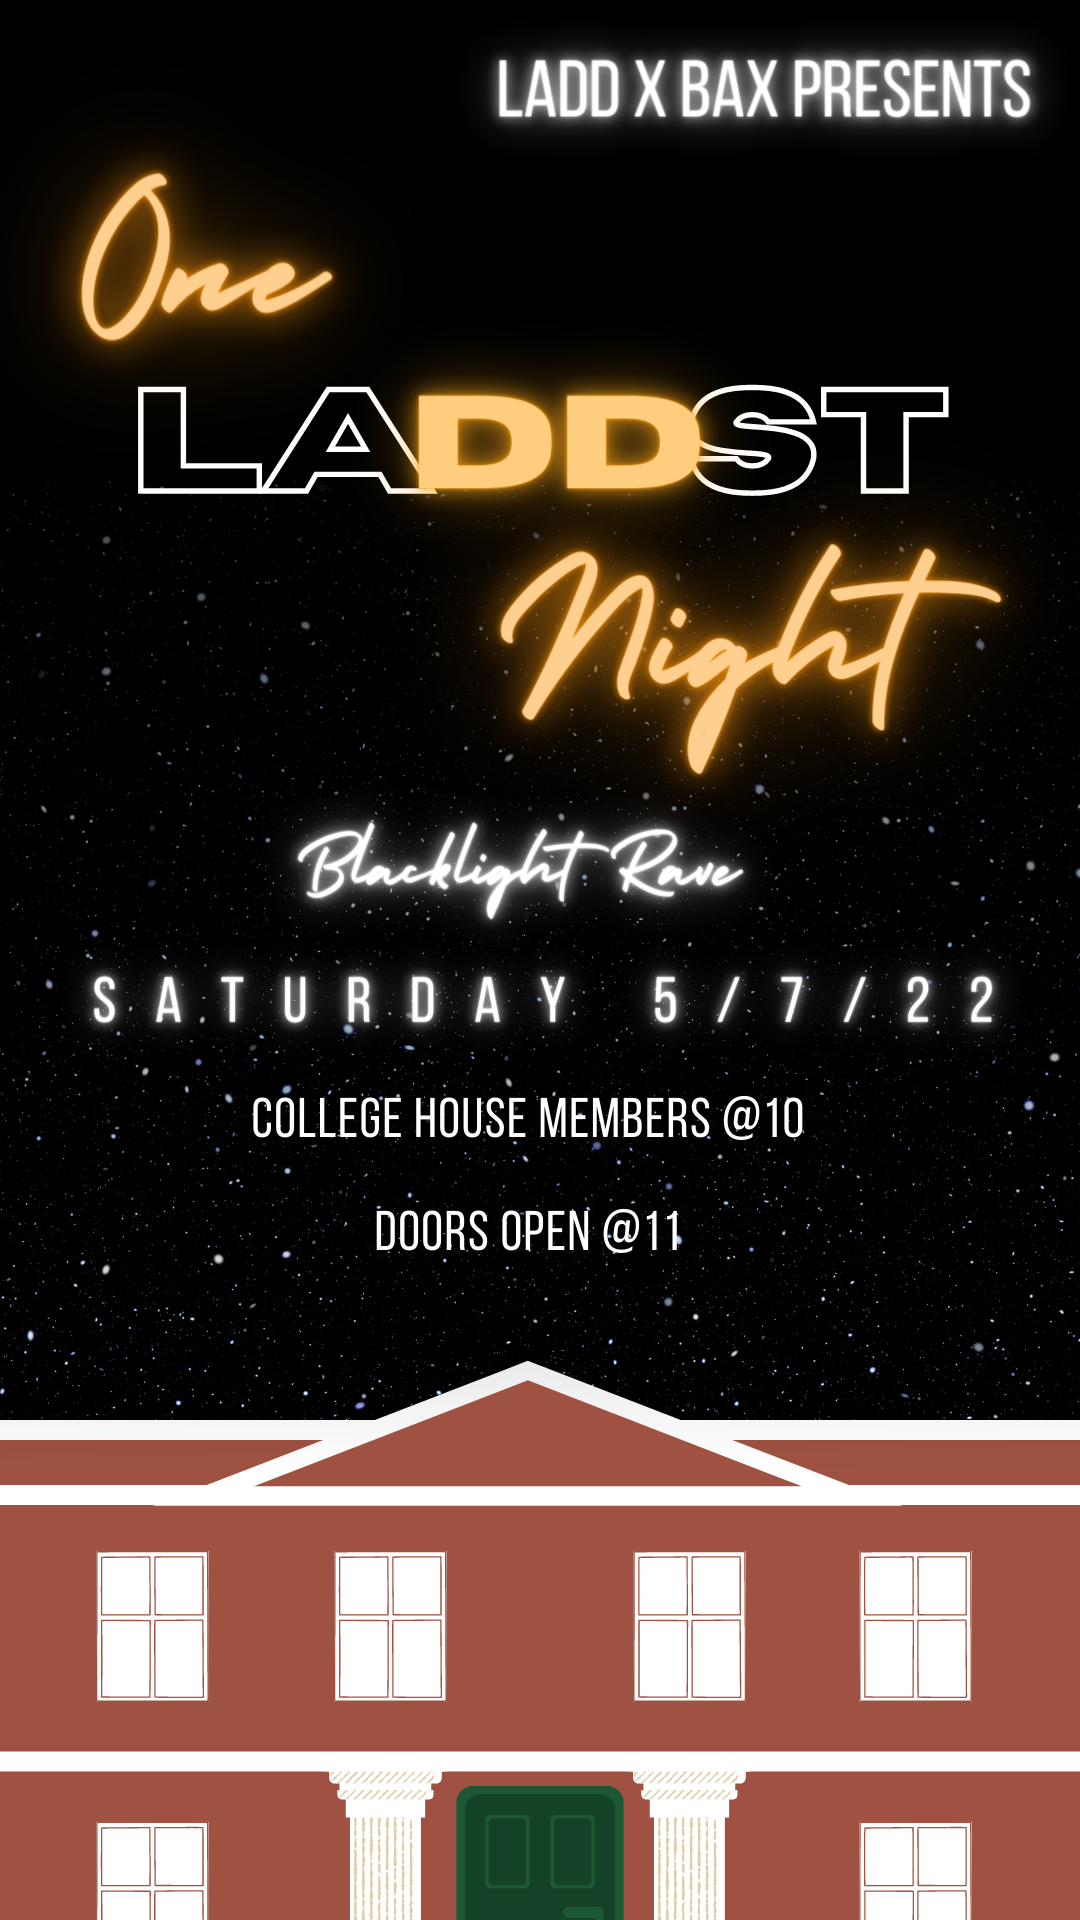 LADD X BAX PRESENTS
One
LADDST
Night
Blacklight Rave
SATURDAY 5/7/22
COLLEGE HOUSE MEMBERS @10
DOORS OPEN @11